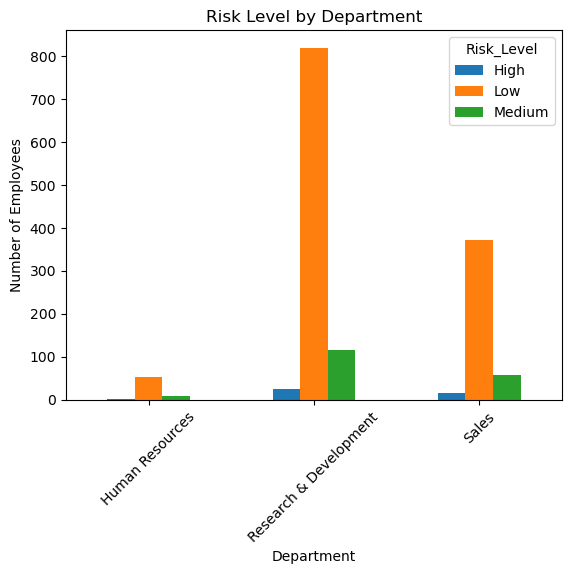 Risk Level by Department
Risk_Level
High
Low
Medium
Number of Employees
800
700
600
500
400
300
200
100
0
Human Resources
Research & Development
Sales
Department